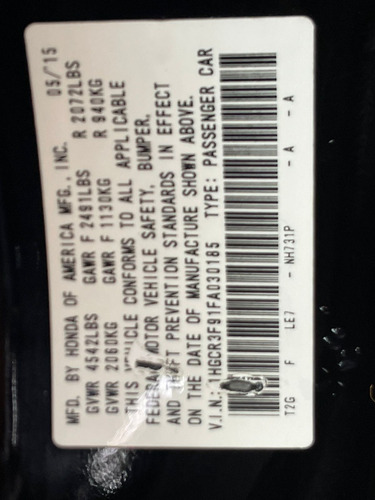 MFD. BY HONDA OF AMERICA MFG., INC. 05/15
GVWR 4542LBS GAWR F 2491LBS R 2072LBS
GVWR 2060KG GAWR F 1130KG R 940KG
THIS CONFORMS TO ALL APPLICABLE
FEDERAL MOTOR VEHICLE SAFETY, BUMPER,
AND PREVENTION STANDARDS IN EFFECT
ON THE DATE OF MANUFACTURE SHOWN ABOVE.
V.I.N.: 1HGCR3F91FA030185 TYPE: PASSENGER CAR
T2G F LE7 - NH731P - A - A